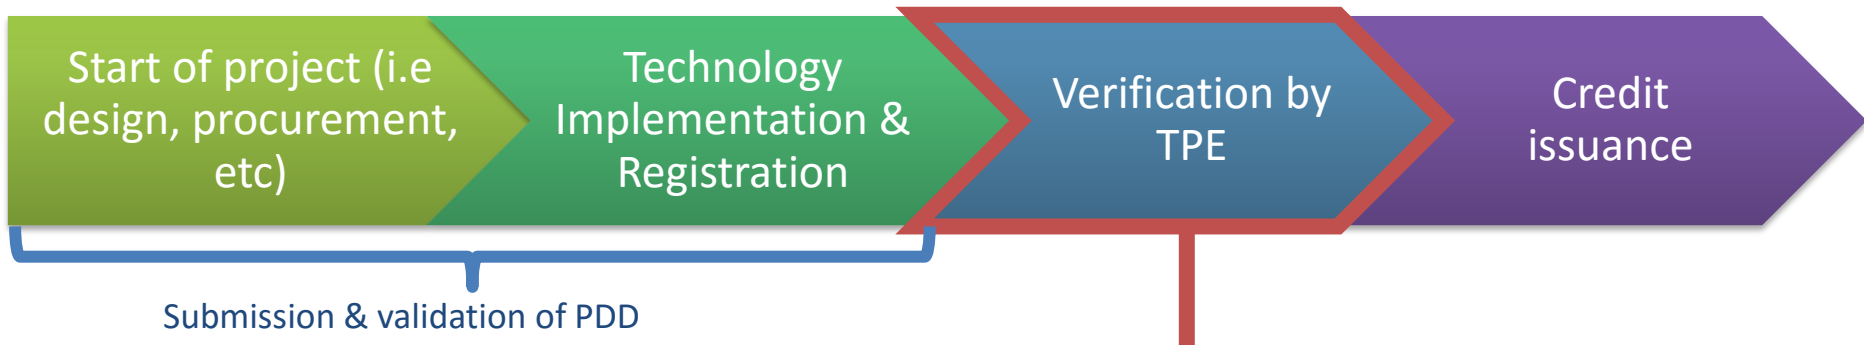 Start of project (i.e
design, procurement,
etc)
Technology
Implementation &
Registration
Verification by
TPE
Credit
issuance
Submission & validation of PDD